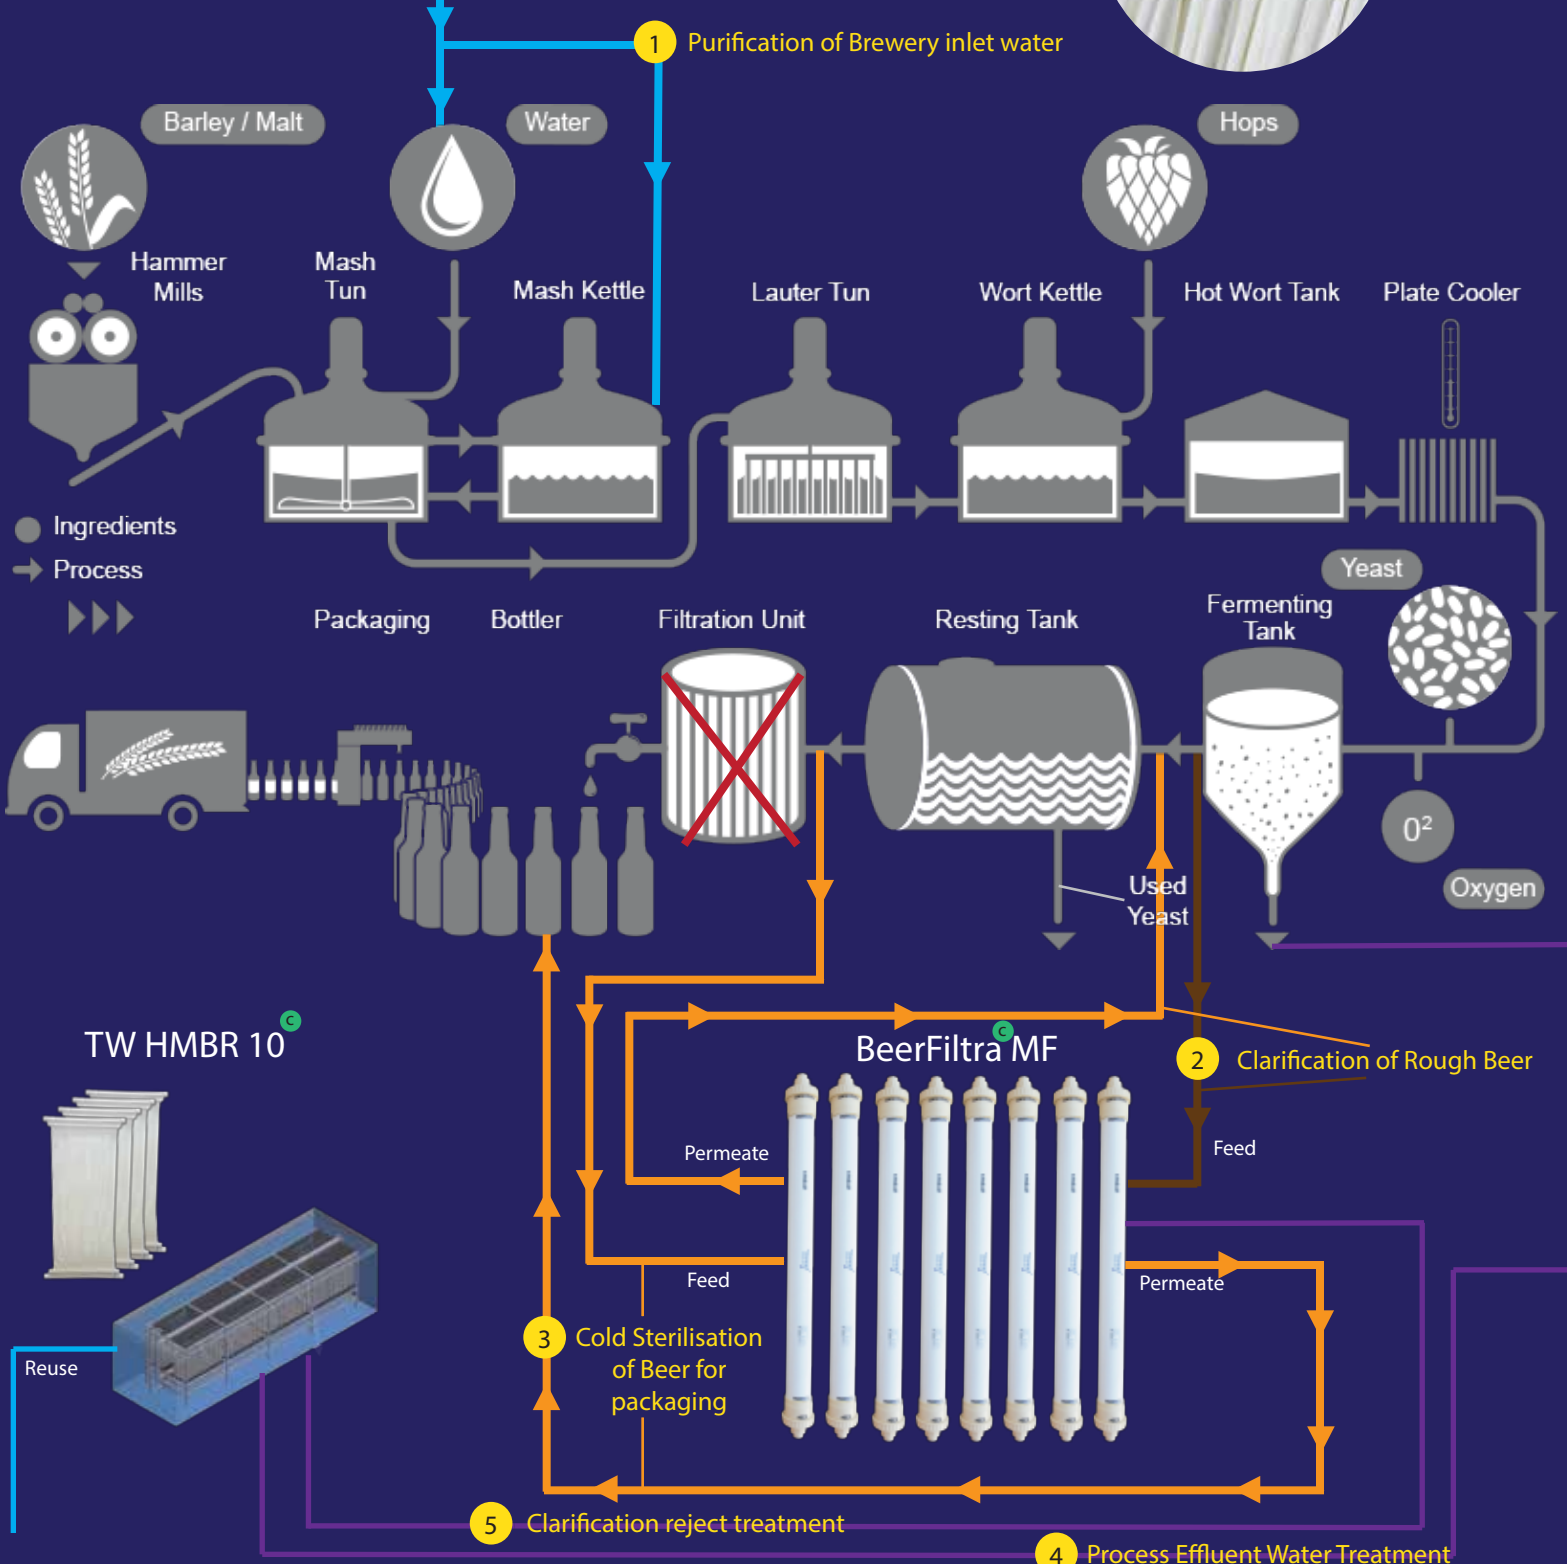 1 Purification of Brewery inlet water
Barley / Malt
Water
Hops
Hammer
Mills
Mash
Tun
Mash Kettle
Lauter Tun
Wort Kettle
Hot Wort Tank
Plate Cooler
Ingredients
Process
Yeast
Packaging
Bottler
Filtration Unit
Resting Tank
Fermenting
Tank
0²
Oxygen
Used
Yeast
TW HMBR 10 C
BeerFiltra C MF
2 Clarification of Rough Beer
Permeate
Feed
Feed
Permeate
3 Cold Sterilisation
of Beer for
packaging
Reuse
5 Clarification reject treatment
4 Process Effluent Water Treatment